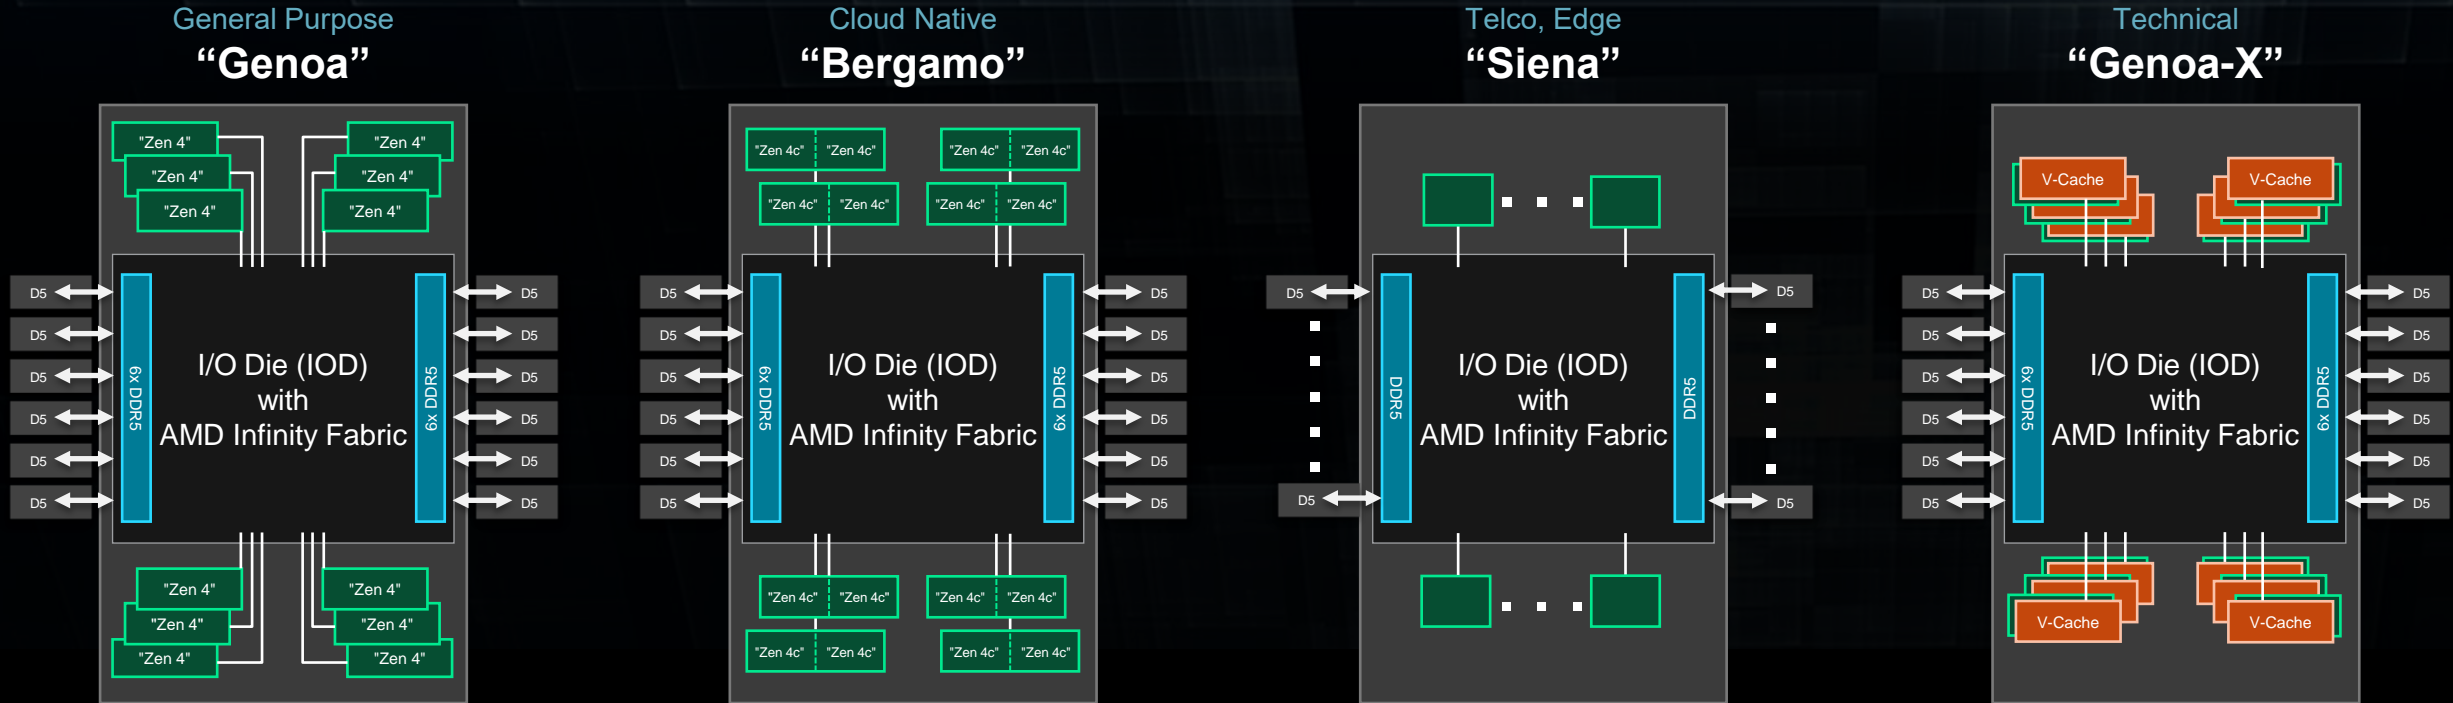 General Purpose
“Genoa”
"Zen 4"
"Zen 4"
"Zen 4"
"Zen 4"
"Zen 4"
"Zen 4"
D5
D5
D5
D5
D5
D5
6x DDR5
I/O Die (IOD)
with
AMD Infinity Fabric
6x DDR5
D5
D5
D5
D5
D5
D5
"Zen 4"
"Zen 4"
"Zen 4"
"Zen 4"
"Zen 4"
"Zen 4"
Cloud Native
“Bergamo”
"Zen 4c" "Zen 4c"
"Zen 4c" "Zen 4c"
"Zen 4c" "Zen 4c"
"Zen 4c" "Zen 4c"
D5
D5
D5
D5
D5
D5
6x DDR5
I/O Die (IOD)
with
AMD Infinity Fabric
6x DDR5
D5
D5
D5
D5
D5
D5
"Zen 4c" "Zen 4c"
"Zen 4c" "Zen 4c"
"Zen 4c" "Zen 4c"
"Zen 4c" "Zen 4c"
Telco, Edge
“Siena”
D5
D5
DDR5
I/O Die (IOD)
with
AMD Infinity Fabric
DDR5
D5
D5
Technical
“Genoa-X”
V-Cache
V-Cache
D5
D5
D5
D5
D5
D5
6x DDR5
I/O Die (IOD)
with
AMD Infinity Fabric
6x DDR5
D5
D5
D5
D5
D5
D5
V-Cache
V-Cache